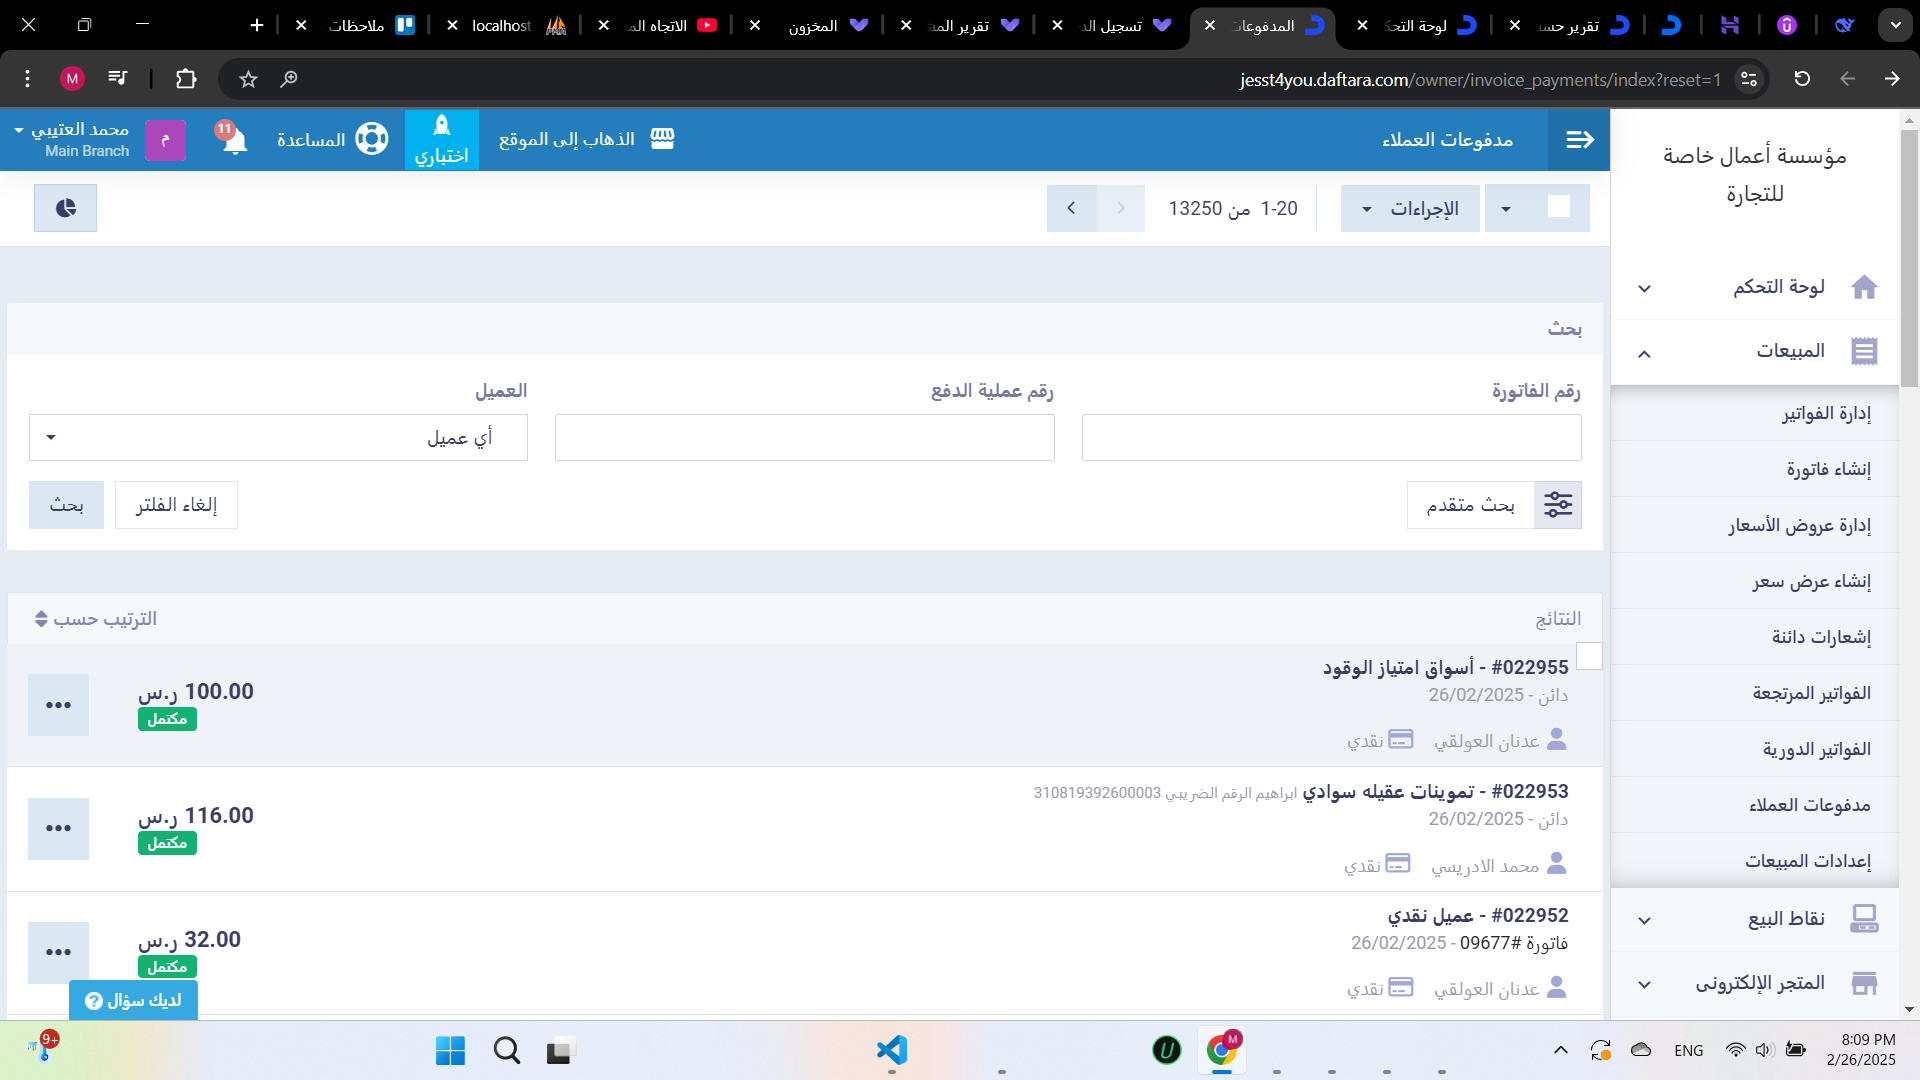 ملاحظات
localhost
الاتجاه الم
المخزون
تقرير المذ
تسجيل الد
المدفوعات
لوحة التحك
تقرير حسـ
jesst4you.daftara.com/owner/invoice_payments/index?reset=1
مؤسسة أعمال خاصة
للتجارة
مدفوعات العملاء
الذهاب إلى الموقع
اختباري
المساعدة
11
م
محمد العتيبي
Main Branch
الإجراءات
1-20 من 13250
لوحة التحكم
المبيعات
إدارة الفواتير
إنشاء فاتورة
إدارة عروض الأسعار
إنشاء عرض سعر
إشعارات دائنة
الفواتير المرتجعة
الفواتير الدورية
مدفوعات العملاء
إعدادات المبيعات
نقاط البيع
المتجر الإلكترونى
بحث
رقم الفاتورة
رقم عملية الدفع
العميل
أي عميل
بحث متقدم
إلغاء الفلتر
بحث
النتائج
الترتيب حسب
#022955 - أسواق امتياز الوقود
دائن - 26/02/2025
عدنان العولقي نقدي
100.00 ر.س
مكتمل
#022953 - تموينات عقيله سوادي ابراهيم الرقم الضريبي 310819392600003
دائن - 26/02/2025
محمد الادريسي نقدي
116.00 ر.س
مكتمل
#022952 - عميل نقدي
فاتورة #09677 - 26/02/2025
عدنان العولقي نقدي
32.00 ر.س
مكتمل
لديك سؤال
9+
M
M
ENG
8:09 PM
2/26/2025